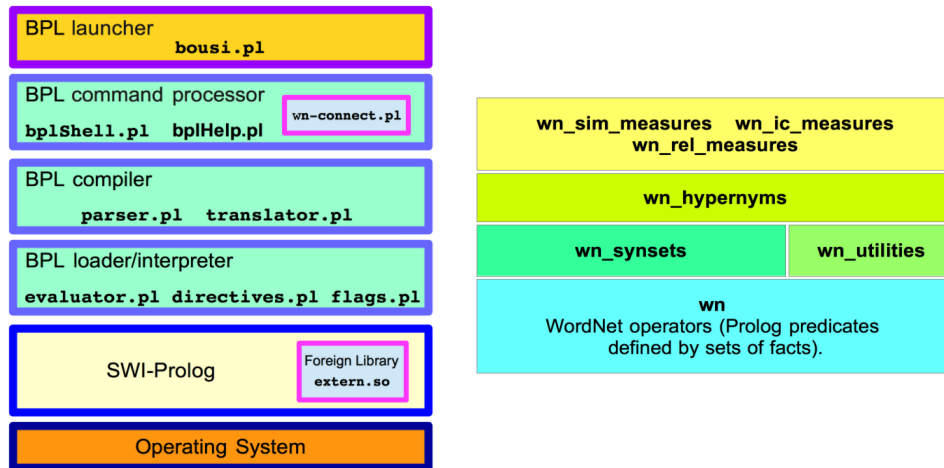 BPL launcher
bousi.pl
BPL command processor
wn-connect.pl
bplShell.pl bplHelp.pl
BPL compiler
parser.pl translator.pl
BPL loader/interpreter
evaluator.pl directives.pl flags.pl
SWI-Prolog
Foreign Library
extern.so
Operating System
wn_sim_measures wn_ic_measures
wn_rel_measures
wn_hypernyms
wn_synsets
wn_utilities
wn
WordNet operators (Prolog predicates
defined by sets of facts).